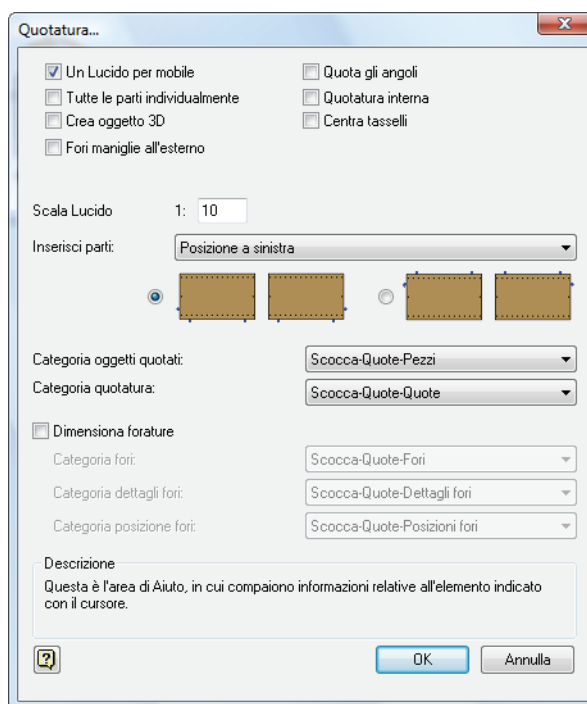 Quotatura...
Un Lucido per mobile
Quota gli angoli
Tutte le parti individualmente
Quotatura interna
Crea oggetto 3D
Centra tasselli
Fori maniglie all'esterno
Scala Lucido 1: 10
Inserisci parti: Posizione a sinistra
Categoria oggetti quotati: Scocca-Quote-Pezzi
Categoria quotatura: Scocca-Quote-Quote
Dimensiona forature
Categoria fori: Scocca-Quote-Fori
Categoria dettagli fori: Scocca-Quote-Dettagli fori
Categoria posizione fori: Scocca-Quote-Posizioni fori
Descrizione
Questa è l'area di Aiuto, in cui compaiono informazioni relative all'elemento indicato
con il cursore.
? OK Annulla